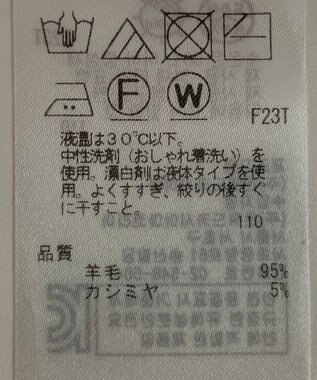 F
W
F23T
液温は30℃以下。
中性洗剤(おしゃれ着洗い)を
使用。漂白剤は液体タイプを使
用。よくすすぎ、絞りの後すぐ
に干すこと。
110
品質
羊毛 95%
カシミヤ 5%